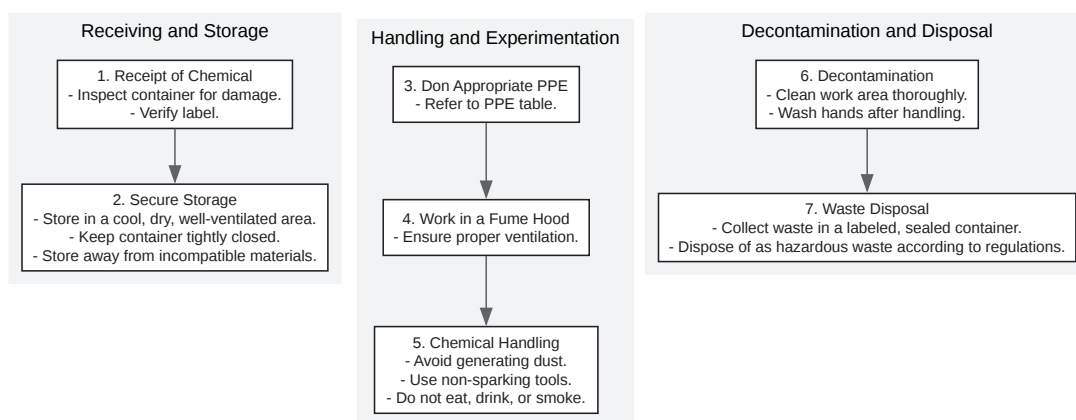 Receiving and Storage
1. Receipt of Chemical
- Inspect container for damage.
- Verify label.
2. Secure Storage
- Store in a cool, dry, well-ventilated area.
- Keep container tightly closed.
- Store away from incompatible materials.
Handling and Experimentation
3. Don Appropriate PPE
- Refer to PPE table.
4. Work in a Fume Hood
- Ensure proper ventilation.
5. Chemical Handling
- Avoid generating dust.
- Use non-sparking tools.
- Do not eat, drink, or smoke.
Decontamination and Disposal
6. Decontamination
- Clean work area thoroughly.
- Wash hands after handling.
7. Waste Disposal
- Collect waste in a labeled, sealed container.
- Dispose of as hazardous waste according to regulations.